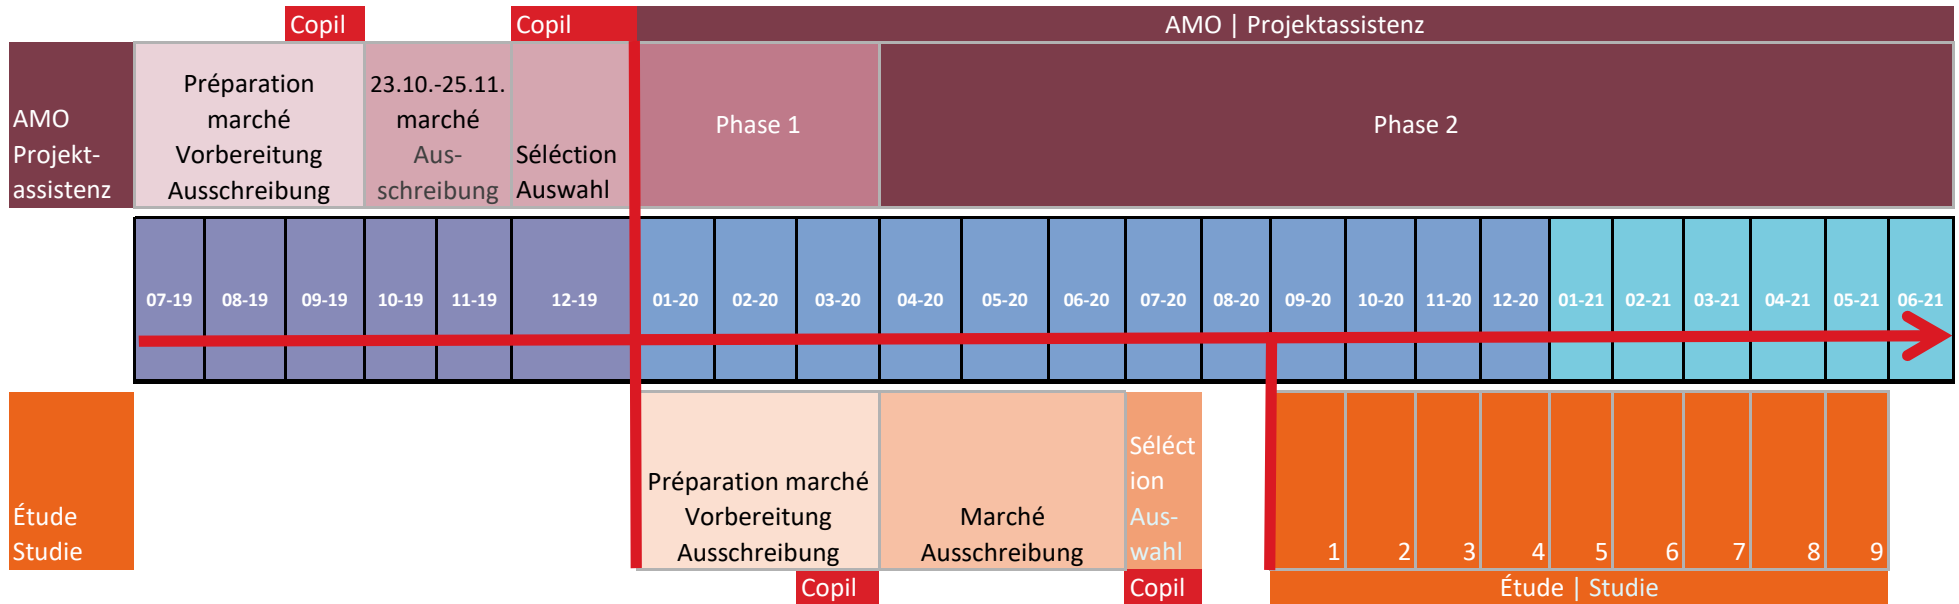 Copil
Copil
AMO | Projektassistenz
AMO
Projekt-
assistenz
Préparation
marché
Vorbereitung
Ausschreibung
23.10.-25.11.
marché
Aus-
schreibung
Séléction
Auswahl
Phase 1
Phase 2
07-19 08-19 09-19 10-19 11-19 12-19 01-20 02-20 03-20 04-20 05-20 06-20 07-20 08-20 09-20 10-20 11-20 12-20 01-21 02-21 03-21 04-21 05-21 06-21
Étude
Studie
Préparation marché
Vorbereitung
Ausschreibung
Marché
Ausschreibung
Séléct
ion
Aus-
wahl
1 2 3 4 5 6 7 8 9
Copil
Copil
Étude | Studie